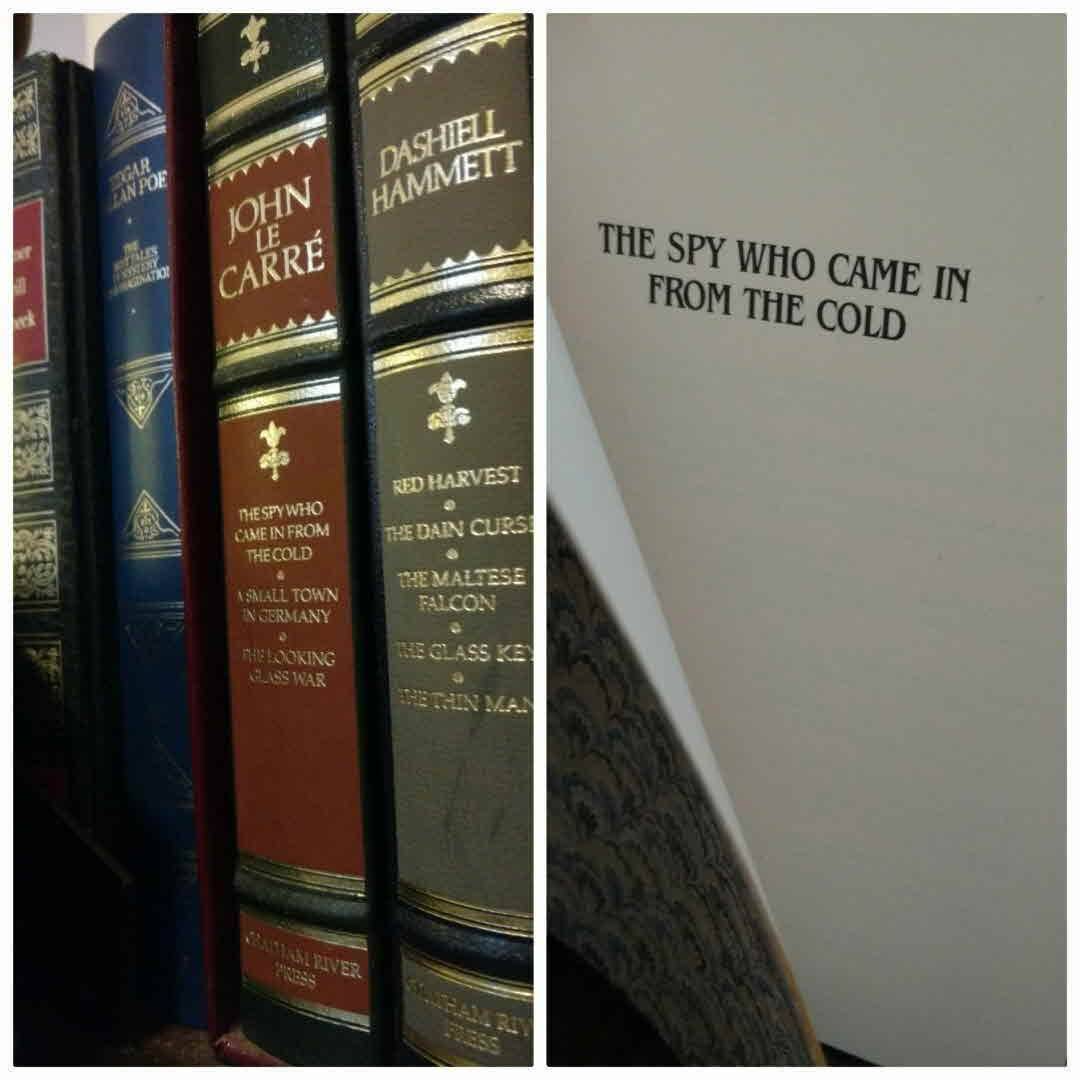 EDGAR
ALLAN POE
JOHN
LE
CARRÉ
THE SPY WHO
CAME IN FROM
THE COLD
A SMALL TOWN
IN GERMANY
THE LOOKING
GLASS WAR
RIVER
PRESS
DASHIELL
HAMMETT
RED HARVEST
THE DAIN CURSE
THE MALTESE
FALCON
THE GLASS KEY
THE THIN MAN
PRESS
THE SPY WHO CAME IN
FROM THE COLD